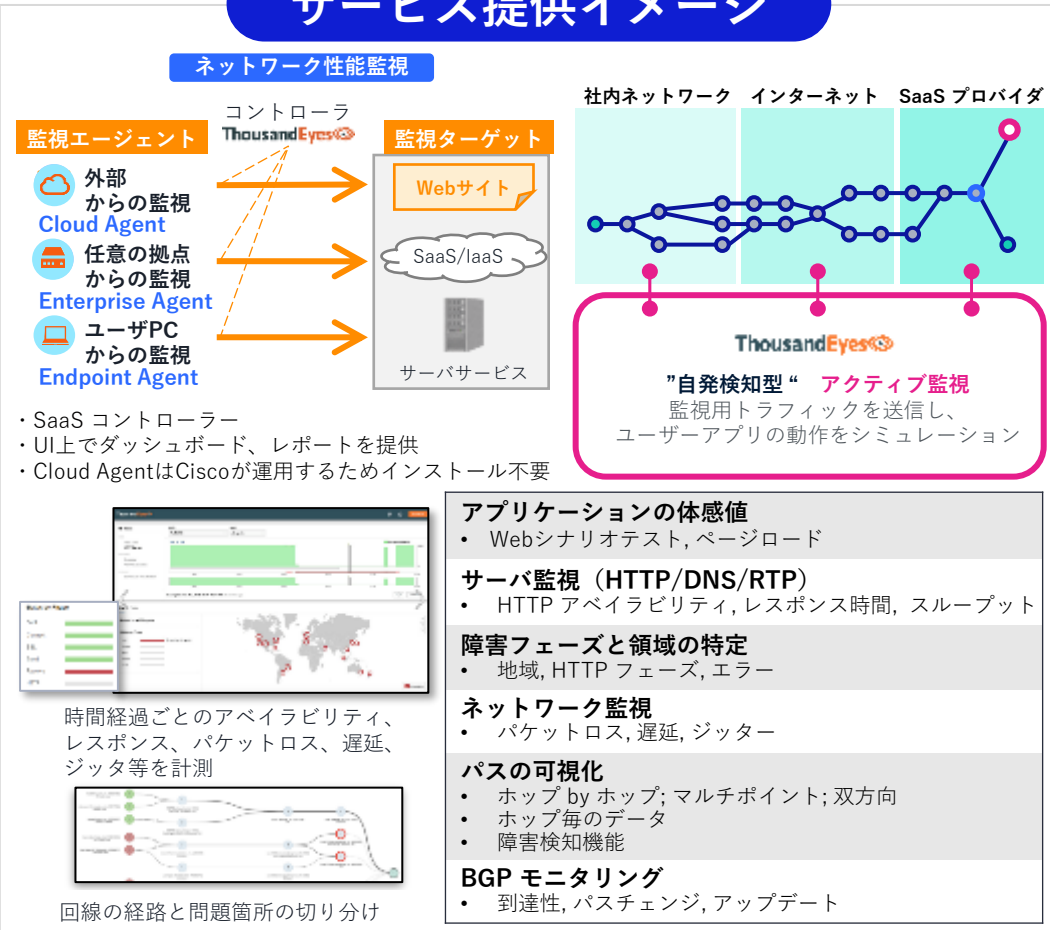 サービス提供イメージ
ネットワーク性能監視
コントローラ
ThousandEyes
監視エージェント
監視ターゲット
外部
からの監視
Cloud Agent
任意の拠点
からの監視
Enterprise Agent
ユーザPC
からの監視
Endpoint Agent
Webサイト
SaaS/IaaS
サーバサービス
・SaaS コントローラー
・UI上でダッシュボード、レポートを提供
・Cloud AgentはCiscoが運用するためインストール不要
社内ネットワーク インターネット SaaS プロバイダ
ThousandEyes
”自発検知型 “ アクティブ監視
監視用トラフィックを送信し、
ユーザーアプリの動作をシミュレーション
時間経過ごとのアベイラビリティ、
レスポンス、パケットロス、遅延、
ジッタ等を計測
回線の経路と問題箇所の切り分け
アプリケーションの体感値
• Webシナリオテスト, ページロード
サーバ監視（HTTP/DNS/RTP）
• HTTP アベイラビリティ, レスポンス時間, スループット
障害フェーズと領域の特定
• 地域, HTTP フェーズ, エラー
ネットワーク監視
• パケットロス, 遅延, ジッター
パスの可視化
• ホップ by ホップ; マルチポイント; 双方向
• ホップ毎のデータ
• 障害検知機能
BGP モニタリング
• 到達性, パスチェンジ, アップデート